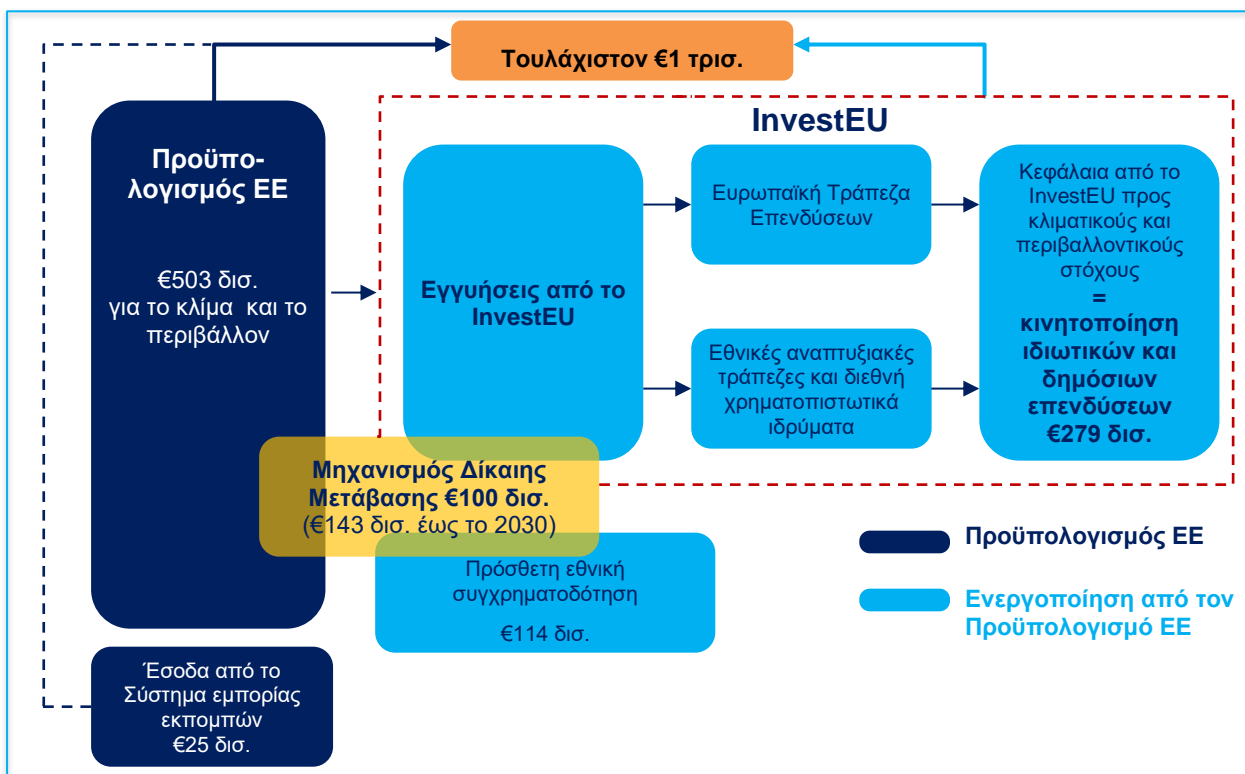 Τουλάχιστον €1 τρισ.
Προϋπο-
λογισμός ΕΕ
€503 δισ.
για το κλίμα και το
περιβάλλον
InvestEU
Εγγυήσεις από το
InvestEU
Ευρωπαϊκή Τράπεζα
Επενδύσεων
Εθνικές αναπτυξιακές
τράπεζες και διεθνή
χρηματοπιστωτικά
ιδρύματα
Κεφάλαια από το
InvestEU προς
κλιματικούς και
περιβαλλοντικούς
στόχους
=
κινητοποίηση
ιδιωτικών και
δημόσιων
επενδύσεων
€279 δισ.
Μηχανισμός Δίκαιης
Μετάβασης €100 δισ.
(€143 δισ. έως το 2030)
Πρόσθετη εθνική
συγχρηματοδότηση
€114 δισ.
Έσοδα από το
Σύστημα εμπορίας
εκπομπών
€25 δισ.
Προϋπολογισμός ΕΕ
Ενεργοποίηση από τον
Προϋπολογισμό ΕΕ